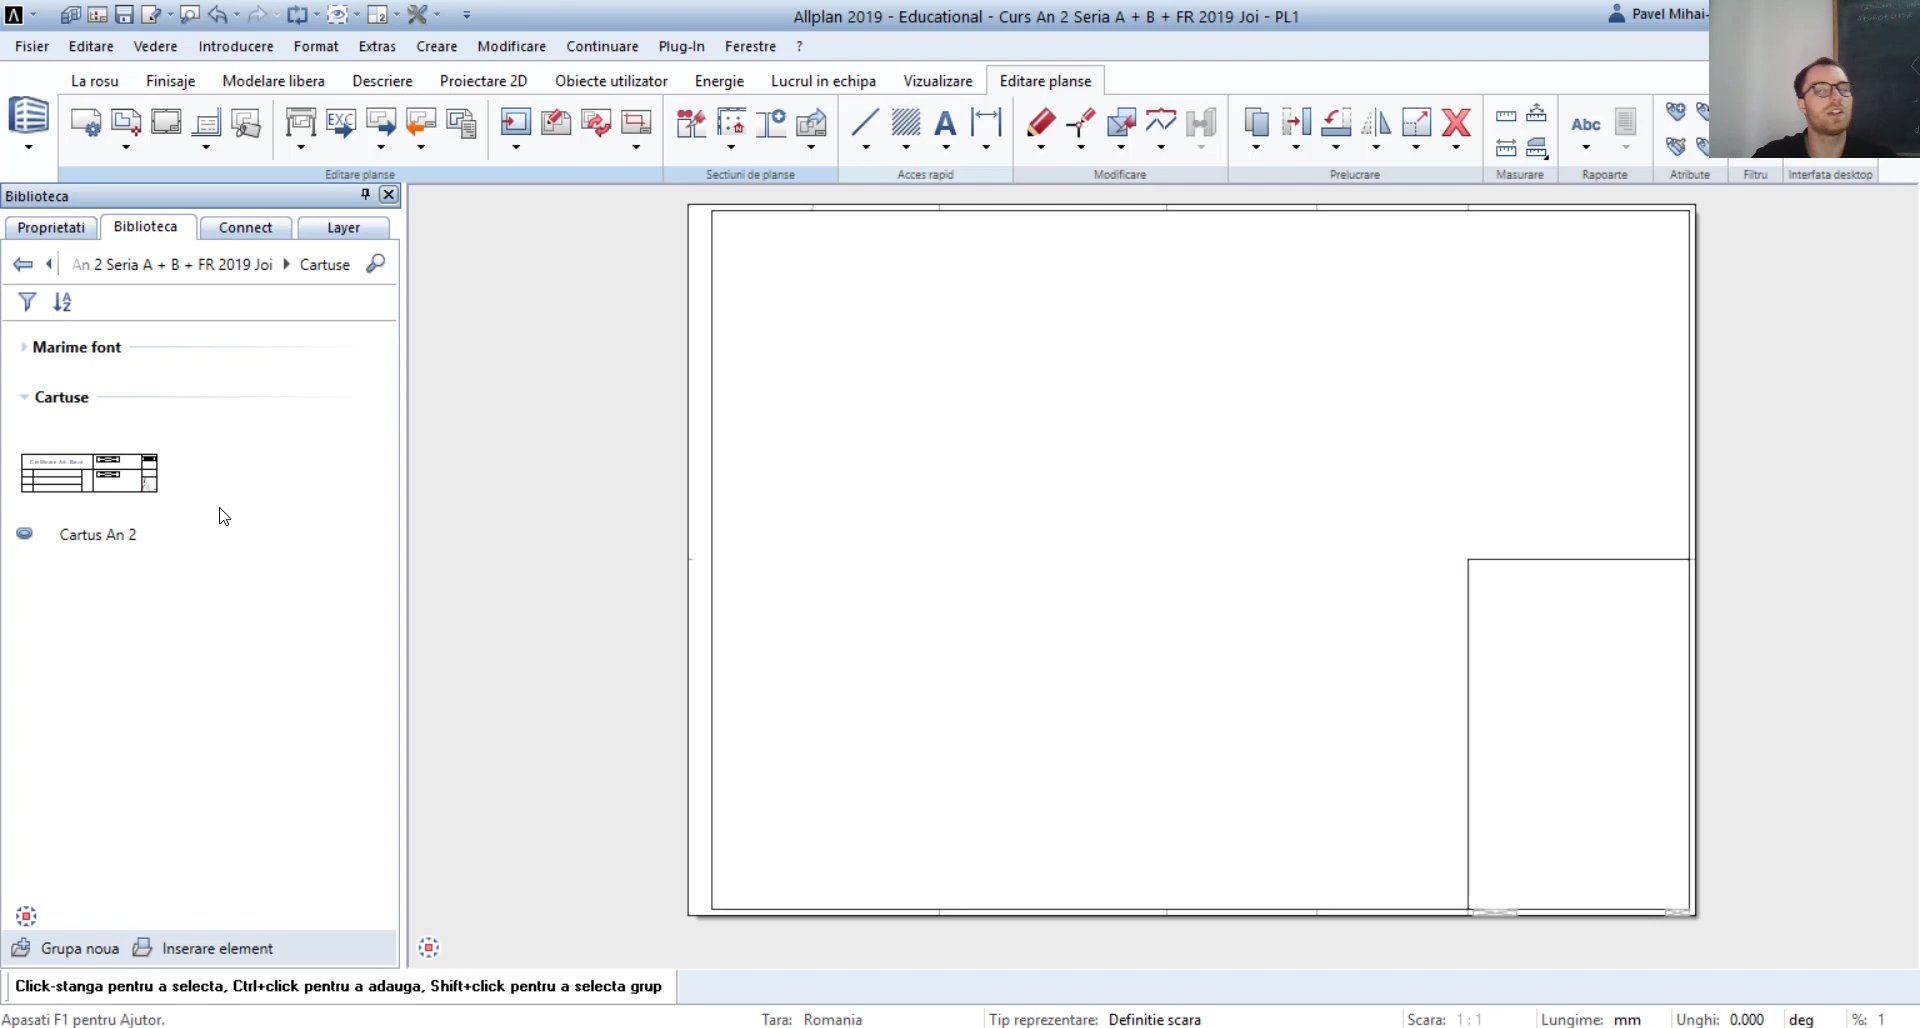 Allplan 2019 - Educational - Curs An 2 Seria A + B + FR 2019 Joi - PL1
Pavel Mihai-
Fisier Editare Vedere Introducere Format Extras Creare Modificare Continuare Plug-In Ferestre ?
La rosu Finisaje Modelare libera Descriere Proiectare 2D Obiecte utilizator Energie Lucrul in echipa Vizualizare Editare planse
EXC
A
Abc
Editare planse Sectiuni de planse Acces rapid Modificare Prelucrare Masurare Rapoarte Atribute Filtru Interfata desktop
Biblioteca
Proprietati Biblioteca Connect Layer
An 2 Seria A + B + FR 2019 Joi Cartuse
Marime font
Cartuse
Cartus An 2
Grupa noua Inserare element
Click-stanga pentru a selecta, Ctrl+click pentru a adauga, Shift+click pentru a selecta grup
Apasati F1 pentru Ajutor. Tara: Romania Tip reprezentare: Definitie scara Scara: 1 : 1 Lungime: mm Unghi: 0.000 deg %: 1